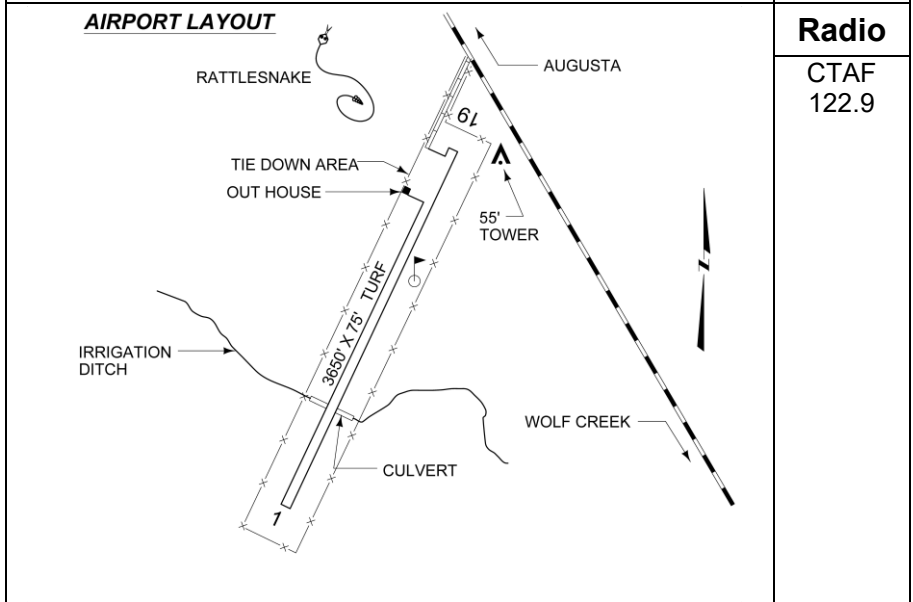 AIRPORT LAYOUT
Radio
CTAF
122.9
AUGUSTA
RATTLESNAKE
19
TIE DOWN AREA
OUT HOUSE
55'
TOWER
N
3650' X 75' TURF
IRRIGATION
DITCH
WOLF CREEK
CULVERT
1